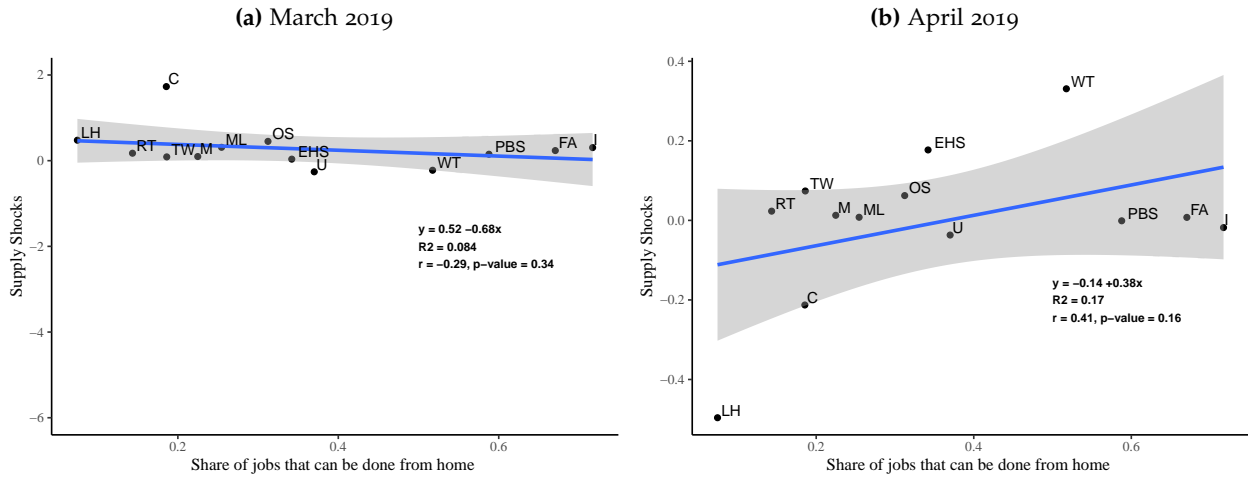 (a) March 2019
Supply Shocks
2
0
−2
−4
−6
C
LH
RT
TW
M
ML
OS
EHS
U
WT
PBS
FA
I
y = 0.52 −0.68x
R2 = 0.084
r = −0.29, p−value = 0.34
0.2
0.4
0.6
Share of jobs that can be done from home
(b) April 2019
Supply Shocks
0.4
0.2
0.0
−0.2
−0.4
WT
EHS
TW
OS
RT
M
ML
U
PBS
FA
I
C
LH
y = −0.14 +0.38x
R2 = 0.17
r = 0.41, p−value = 0.16
0.2
0.4
0.6
Share of jobs that can be done from home